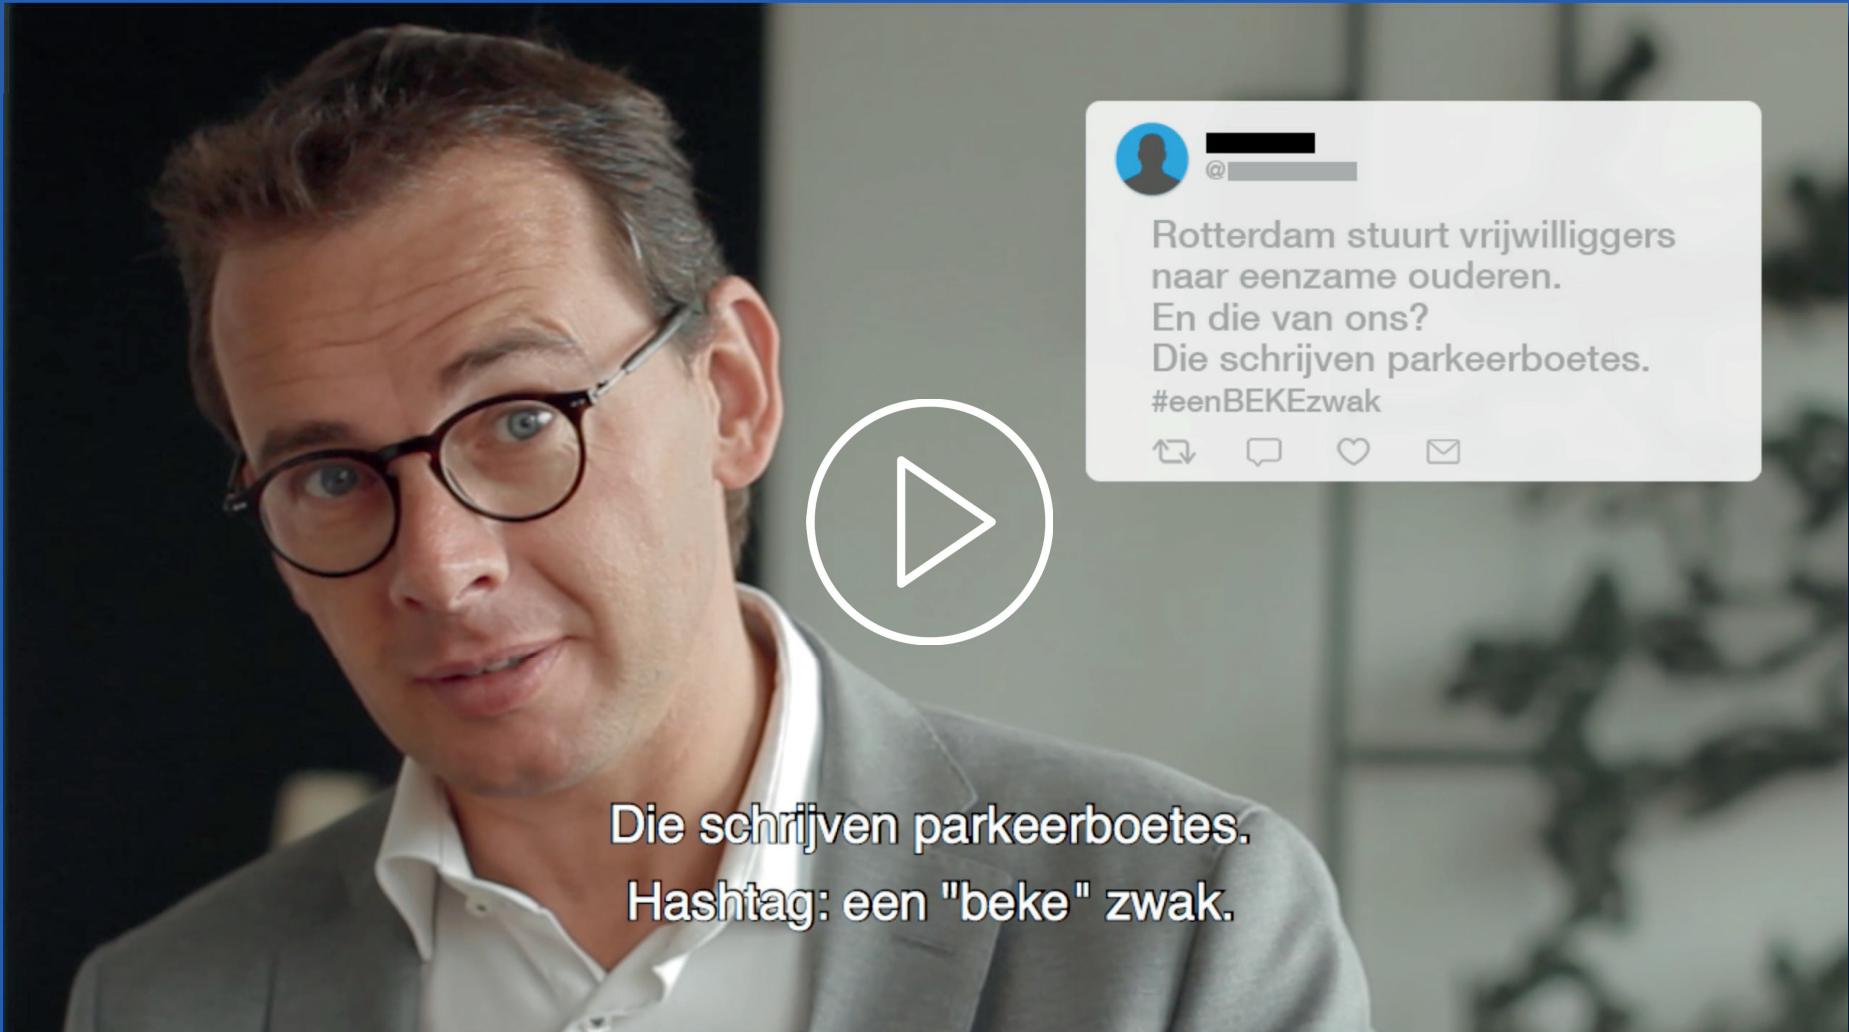 @
Rotterdam stuurt vrijwilliggers
naar eenzame ouderen.
En die van ons?
Die schrijven parkeerboetes.
#eenBEKEzwak
Die schrijven parkeerboetes.
Hashtag: een "beke" zwak.